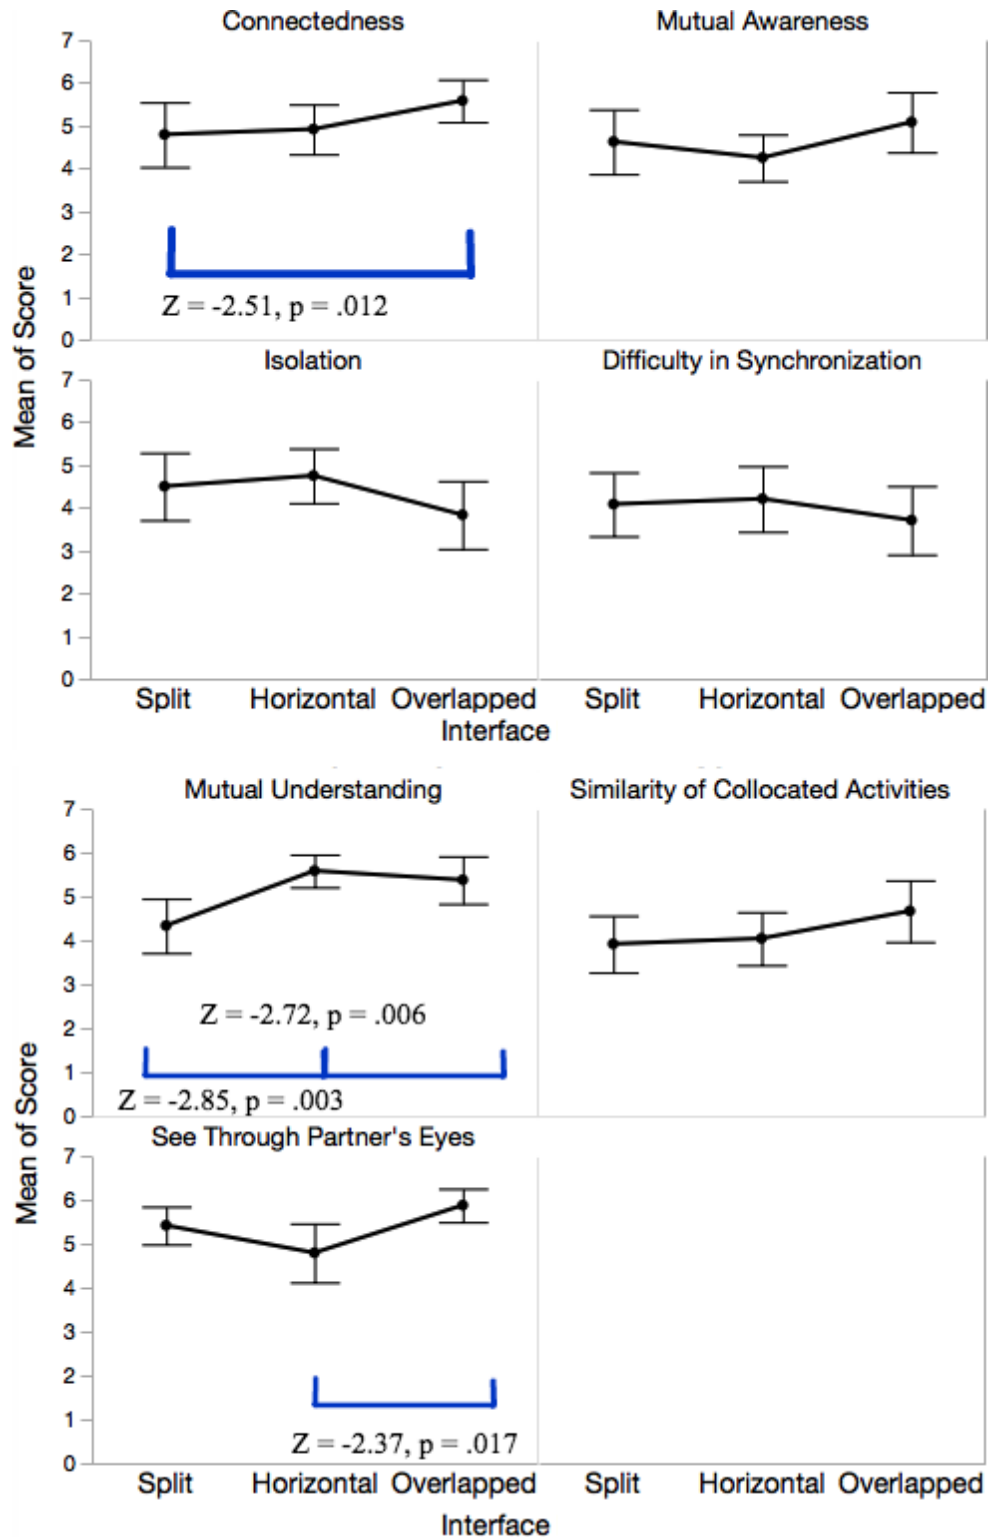 Connectedness
Mutual Awareness
7
6
5
4
3
2
1
0
Z = -2.51, p = .012
Mean of Score
Isolation
Difficulty in Synchronization
7
6
5
4
3
2
1
0
Split Horizontal Overlapped Split Horizontal Overlapped
Interface
Mutual Understanding
Similarity of Collocated Activities
7
6
5
4
3
2
1
0
Z = -2.72, p = .006
Z = -2.85, p = .003
Mean of Score
See Through Partner's Eyes
7
6
5
4
3
2
1
0
Z = -2.37, p = .017
Split Horizontal Overlapped Split Horizontal Overlapped
Interface